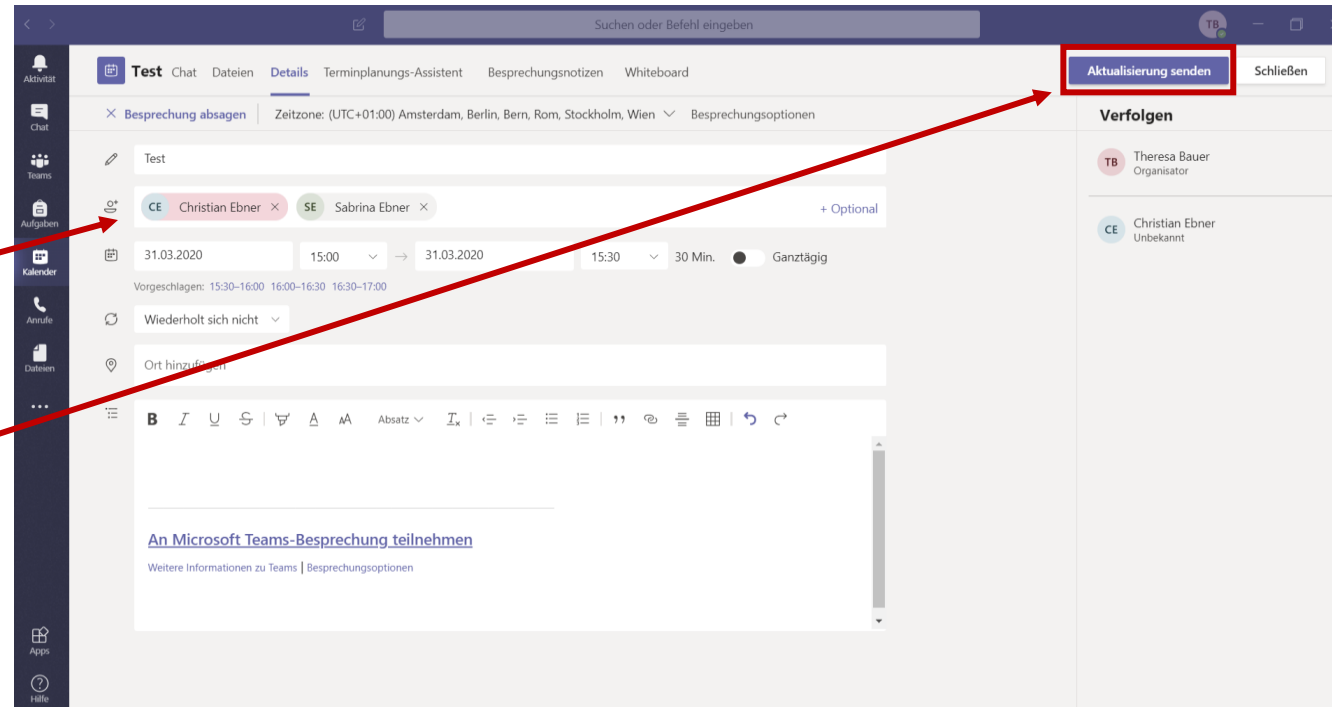 Suchen oder Befehl eingeben
TB
Aktivität
Chat
Teams
Aufgaben
Kalender
Anrufe
Dateien
Apps
Hilfe
Test Chat Dateien Details Terminplanungs-Assistent Besprechungsnotizen Whiteboard
Aktualisierung senden Schließen
Besprechung absagen Zeitzone: (UTC+01:00) Amsterdam, Berlin, Bern, Rom, Stockholm, Wien Besprechungsoptionen
Test
CE Christian Ebner × SE Sabrina Ebner × + Optional
31.03.2020 15:00 → 31.03.2020 15:30 30 Min. Ganztägig
Vorgeschlagen: 15:30–16:00 16:00–16:30 16:30–17:00
Wiederholt sich nicht
Ort hinzufügen
B I U S A AA Absatz
An Microsoft Teams-Besprechung teilnehmen
Weitere Informationen zu Teams | Besprechungsoptionen
Verfolgen
TB Theresa Bauer
Organisator
CE Christian Ebner
Unbekannt